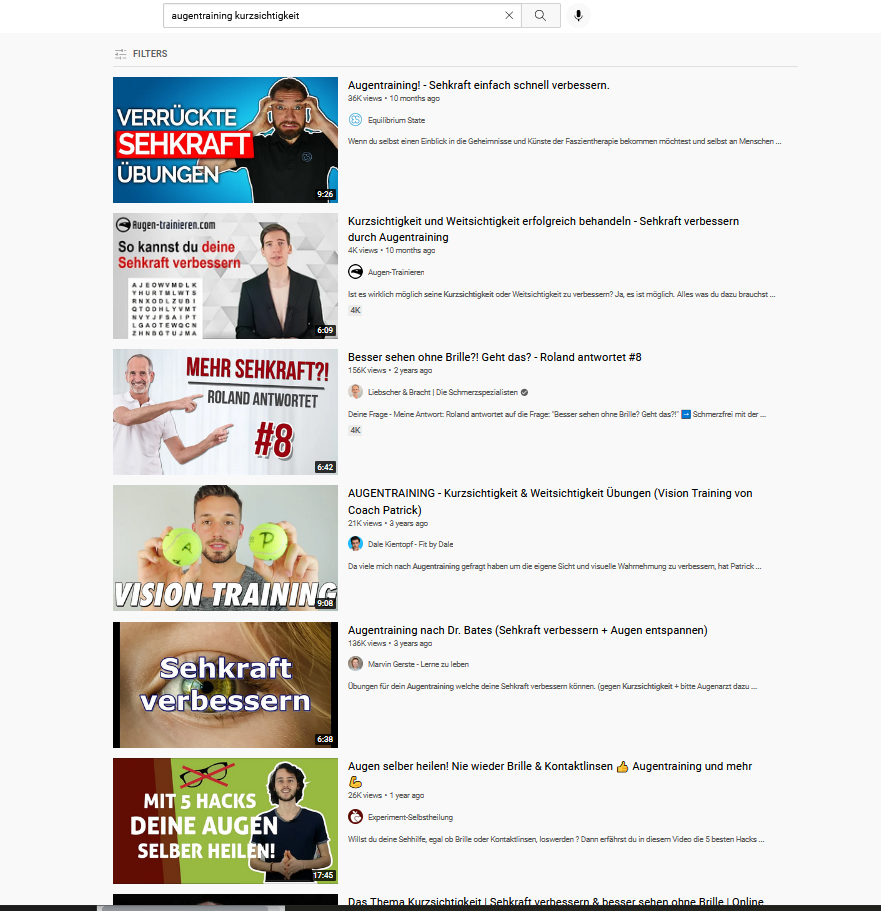 augentraining kurzsichtigkeit
FILTERS
VERRÜCKTE
SEHKRAFT
ÜBUNGEN
9:26
Augentraining! - Sehkraft einfach schnell verbessern.
36K views • 10 months ago
Equilibrium State
Wenn du selbst einen Einblick in die Geheimnisse und Künste der Faszientherapie bekommen möchtest und selbst an Menschen ...
Augen-trainieren.com
So kannst du deine
Sehkraft verbessern
AJEOWVMDLK
YHURTMLWTS
RNXODLZUBI
QTODHLYVMT
NVYJFSAIPT
LGAOTEWQCN
ZHNBGTUJMA
6:09
Kurzsichtigkeit und Weitsichtigkeit erfolgreich behandeln - Sehkraft verbessern
durch Augentraining
4K views • 10 months ago
Augen-Trainieren
Ist es wirklich möglich seine Kurzsichtigkeit oder Weitsichtigkeit zu verbessern? Ja, es ist möglich. Alles was du dazu brauchst ...
4K
MEHR SEHKRAFT?!
ROLAND ANTWORTET
#8
6:42
Besser sehen ohne Brille?! Geht das? - Roland antwortet #8
156K views • 2 years ago
Liebscher & Bracht | Die Schmerzspezialisten
Deine Frage - Meine Antwort: Roland antwortet auf die Frage: "Besser sehen ohne Brille? Geht das?!" ➡ Schmerzfrei mit der ...
4K
A P
VISION TRAINING
9:08
AUGENTRAINING - Kurzsichtigkeit & Weitsichtigkeit Übungen (Vision Training von
Coach Patrick)
21K views • 3 years ago
Dale Kientopf - Fit by Dale
Da viele mich nach Augentraining gefragt haben um die eigene Sicht und visuelle Wahrnehmung zu verbessern, hat Patrick ...
Sehkraft
verbessern
6:38
Augentraining nach Dr. Bates (Sehkraft verbessern + Augen entspannen)
136K views • 3 years ago
Marvin Gerste - Lerne zu leben
Übungen für dein Augentraining welche deine Sehkraft verbessern können. (gegen Kurzsichtigkeit + bitte Augenarzt dazu ...
MIT 5 HACKS
DEINE AUGEN
SELBER HEILEN!
17:45
Augen selber heilen! Nie wieder Brille & Kontaktlinsen 👍 Augentraining und mehr
💪
26K views • 1 year ago
Experiment-Selbstheilung
Willst du deine Sehhilfe, egal ob Brille oder Kontaktlinsen, loswerden ? Dann erfährst du in diesem Video die 5 besten Hacks ...
Das Thema Kurzsichtigkeit | Sehkraft verbessern & besser sehen ohne Brille | Online